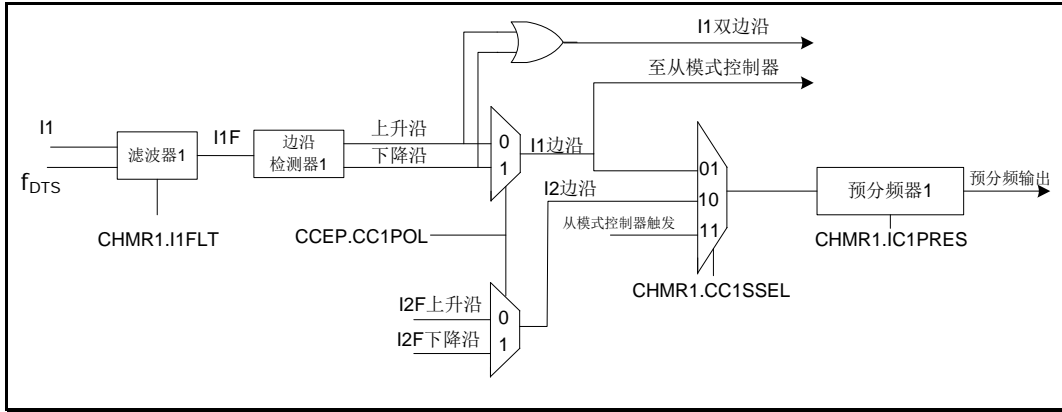 I1双边沿
至从模式控制器
I1
f_DTS
滤波器1
I1F
边沿
检测器1
上升沿
下降沿
0
1
I1边沿
I2边沿
从模式控制器触发
01
10
11
预分频器1
预分频输出
CHMR1.I1FLT
CCEP.CC1POL
CHMR1.CC1SSEL
CHMR1.IC1PRES
I2F上升沿
I2F下降沿
0
1